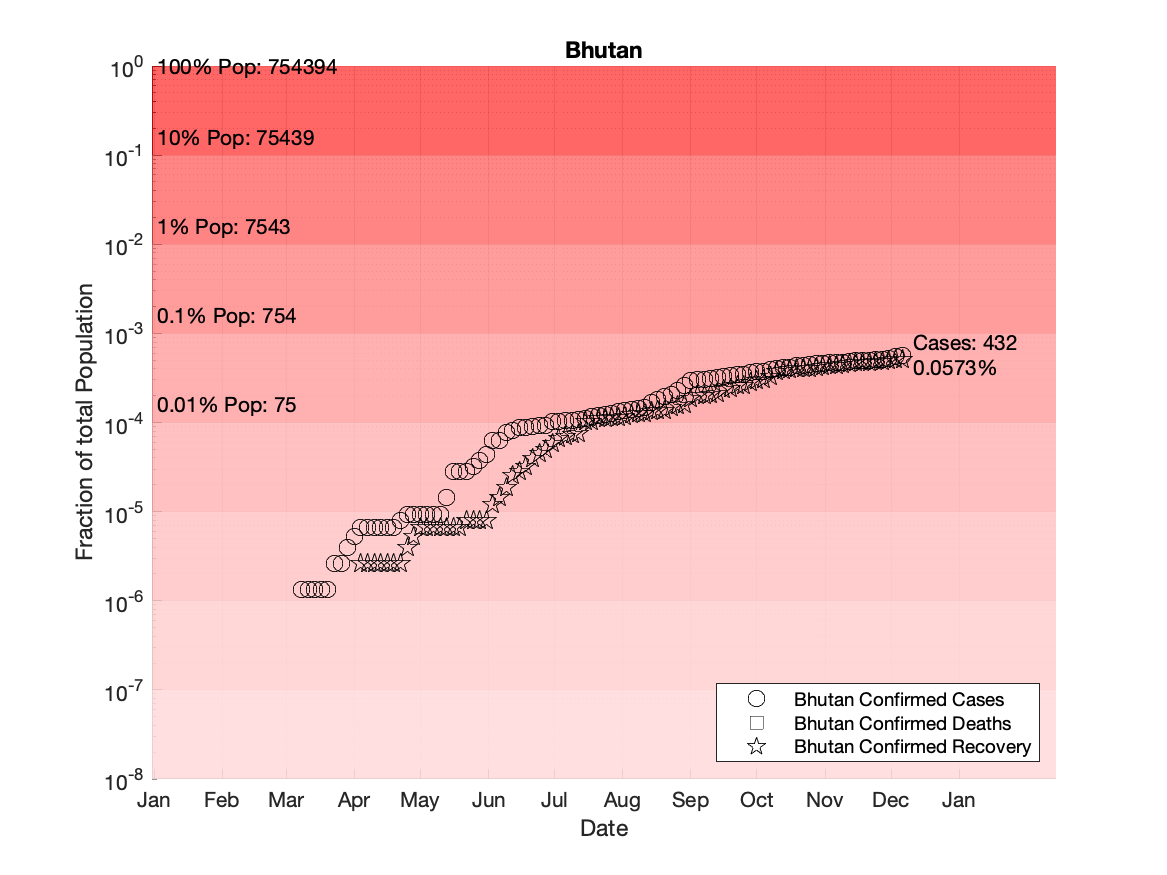 Bhutan
10^0
100% Pop: 754394
10% Pop: 75439
10^-1
1% Pop: 7543
10^-2
0.1% Pop: 754
10^-3
Cases: 432
0.0573%
0.01% Pop: 75
10^-4
10^-5
10^-6
10^-7
10^-8
Fraction of total Population
Bhutan Confirmed Cases
Bhutan Confirmed Deaths
Bhutan Confirmed Recovery
Jan Feb Mar Apr May Jun Jul Aug Sep Oct Nov Dec Jan
Date